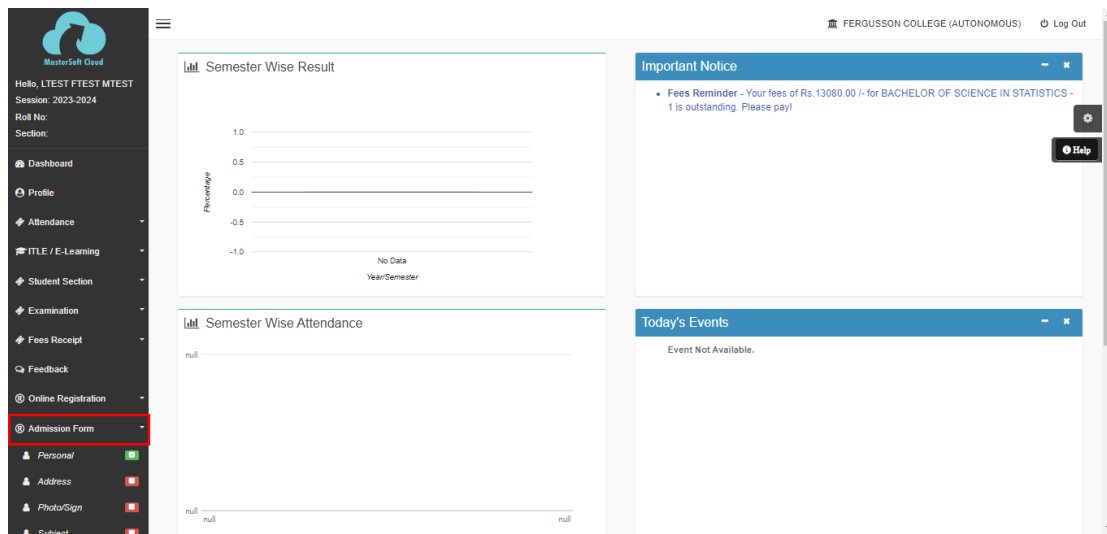 MasterSoft Cloud
Hello, LTEST FTEST MTEST
Session: 2023-2024
Roll No:
Section:
Dashboard
Profile
Attendance
ITLE / E-Learning
Student Section
Examination
Fees Receipt
Feedback
Online Registration
Admission Form
Personal
Address
Photo/Sign
Subject
FERGUSSON COLLEGE (AUTONOMOUS)
Log Out
Semester Wise Result
1.0
0.5
0.0
-0.5
-1.0
Percentage
No Data
Year/Semester
Important Notice
Fees Reminder - Your fees of Rs.13080.00 /- for BACHELOR OF SCIENCE IN STATISTICS -
1 is outstanding. Please pay!
Help
Semester Wise Attendance
null
null
null
null
Today's Events
Event Not Available.